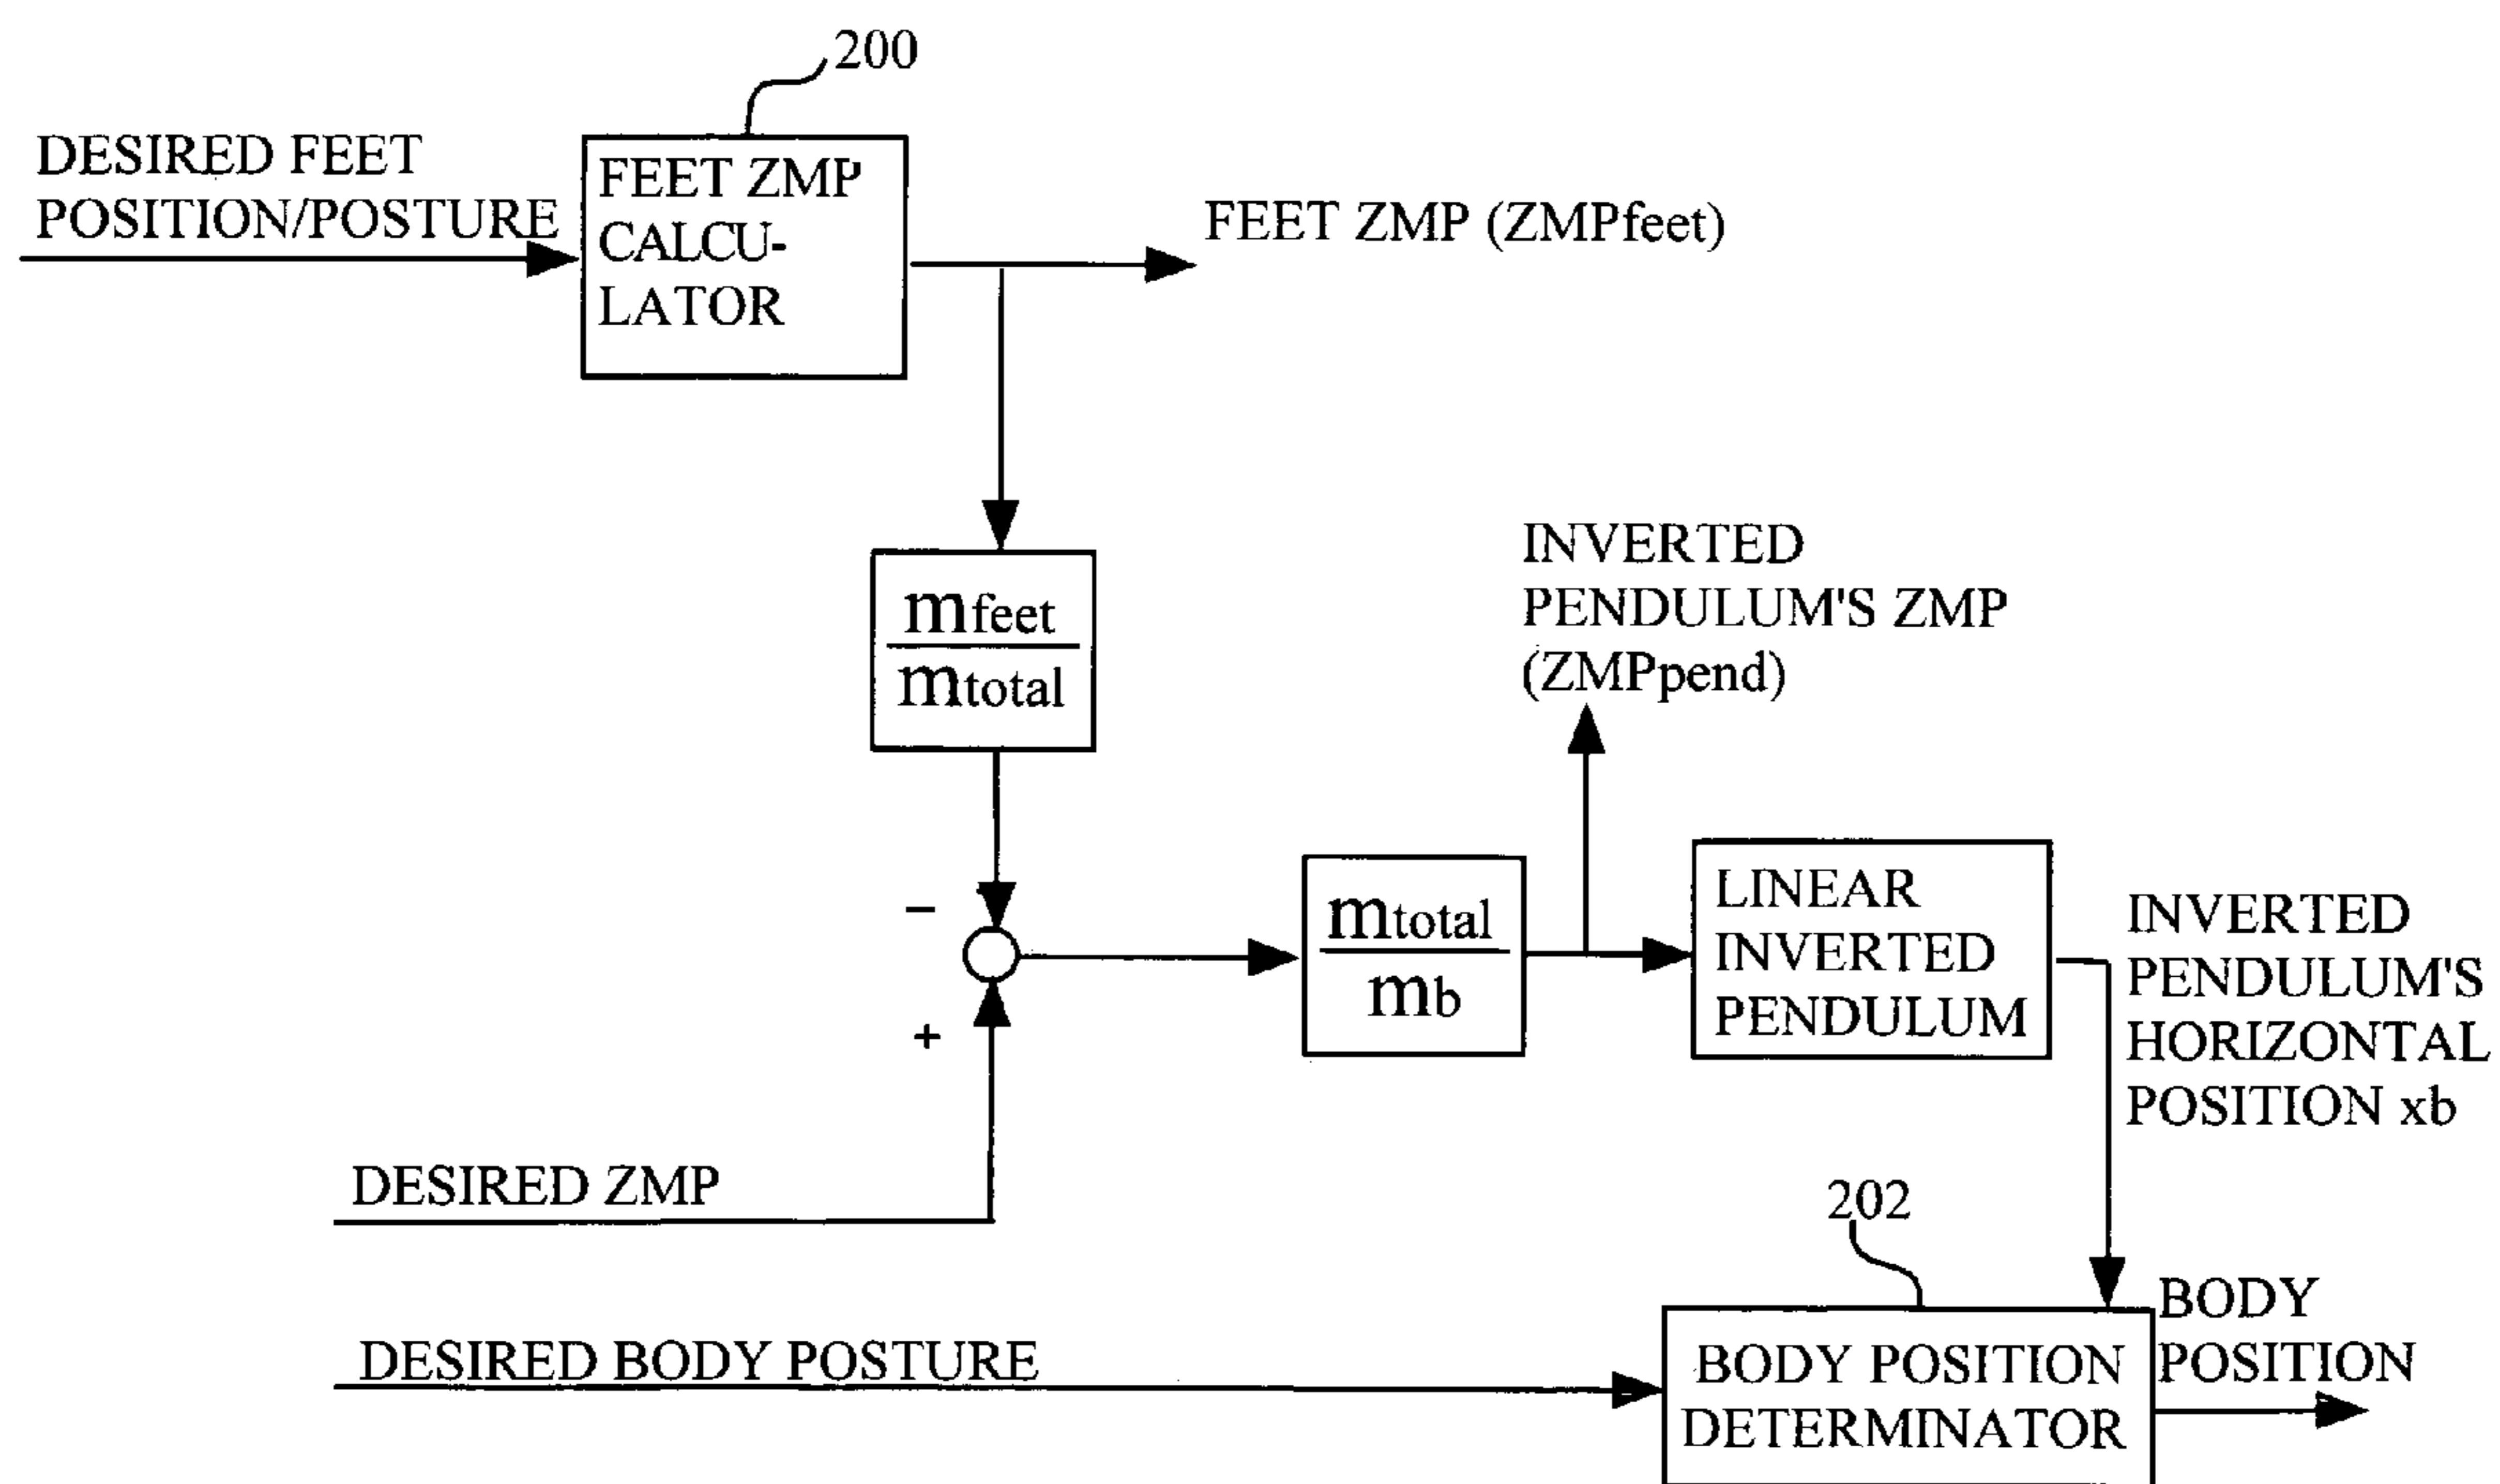 200
DESIRED FEET
POSITION/POSTURE
FEET ZMP
CALCU-
LATOR
FEET ZMP (ZMPfeet)
mfeet
mtotal
INVERTED
PENDULUM'S ZMP
(ZMPpend)
−
+
mtotal
mb
LINEAR
INVERTED
PENDULUM
INVERTED
PENDULUM'S
HORIZONTAL
POSITION xb
DESIRED ZMP
202
DESIRED BODY POSTURE
BODY POSITION
DETERMINATOR
BODY
POSITION